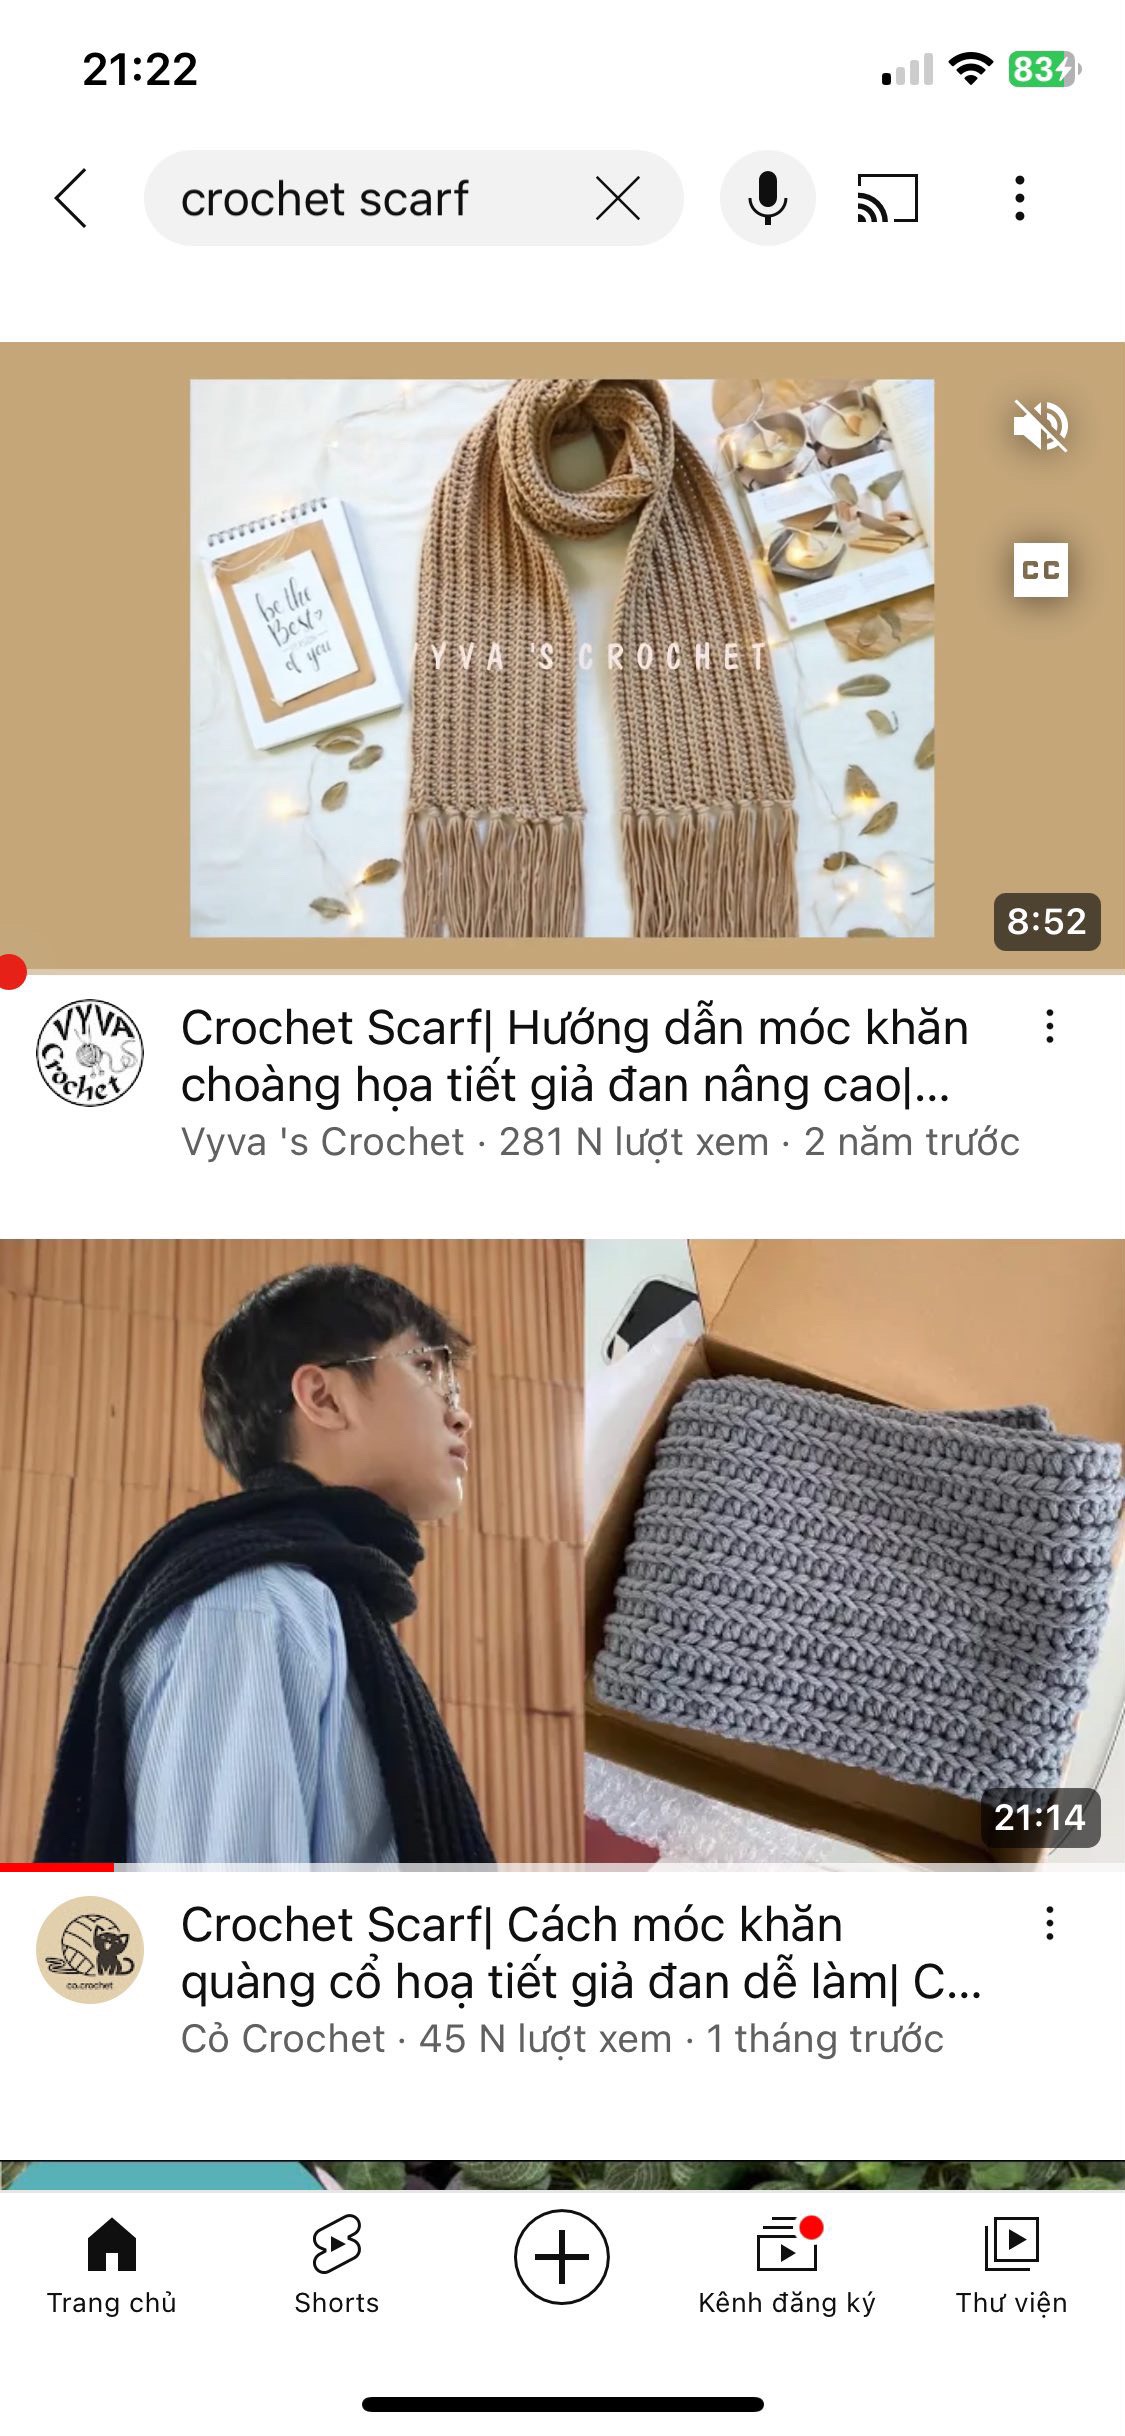 21:22
83
crochet scarf
be the
Best
of you
YVA 'S CROCHET
CC
8:52
VYVA 'S
Crochet
Crochet Scarf| Hướng dẫn móc khăn
choàng họa tiết giả đan nâng cao|...
Vyva 's Crochet · 281 N lượt xem · 2 năm trước
21:14
co.crochet
Crochet Scarf| Cách móc khăn
quàng cổ hoạ tiết giả đan dễ làm| C...
Cỏ Crochet · 45 N lượt xem · 1 tháng trước
Trang chủ
Shorts
Kênh đăng ký
Thư viện